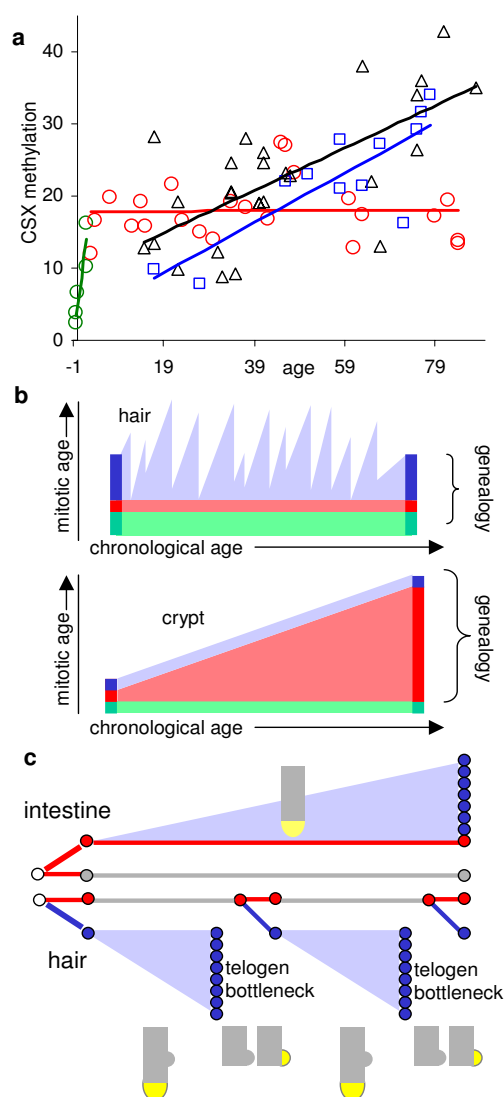 a
CSX methylation
40
30
20
10
0
-1 19 39 age 59 79
b
mitotic age
hair
genealogy
chronological age
mitotic age
crypt
genealogy
chronological age
c
intestine
hair
telogen
bottleneck
telogen
bottleneck